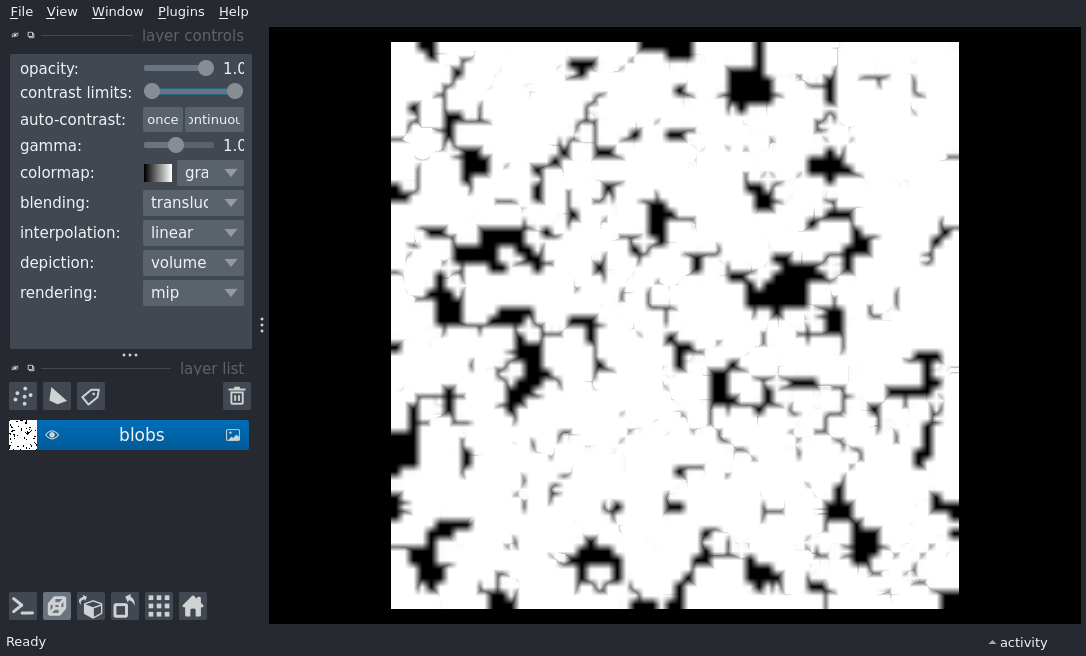 File View Window Plugins Help
layer controls
opacity: 1.0
contrast limits:
auto-contrast: once ontinuou
gamma: 1.0
colormap: gra
blending: transluc
interpolation: linear
depiction: volume
rendering: mip
layer list
blobs
Ready
activity